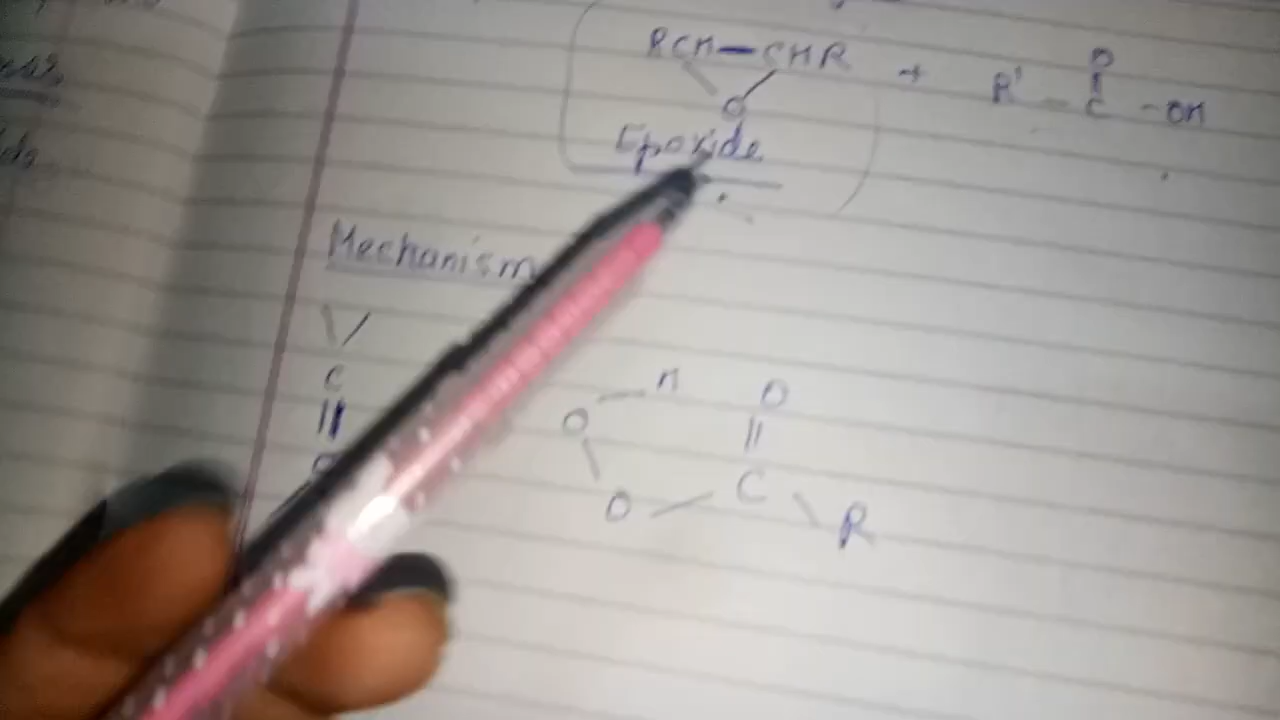 RCH—CHR + R' - C - OH
O
O
Epoxide
Mechanism
C
O - H O
O C
O R